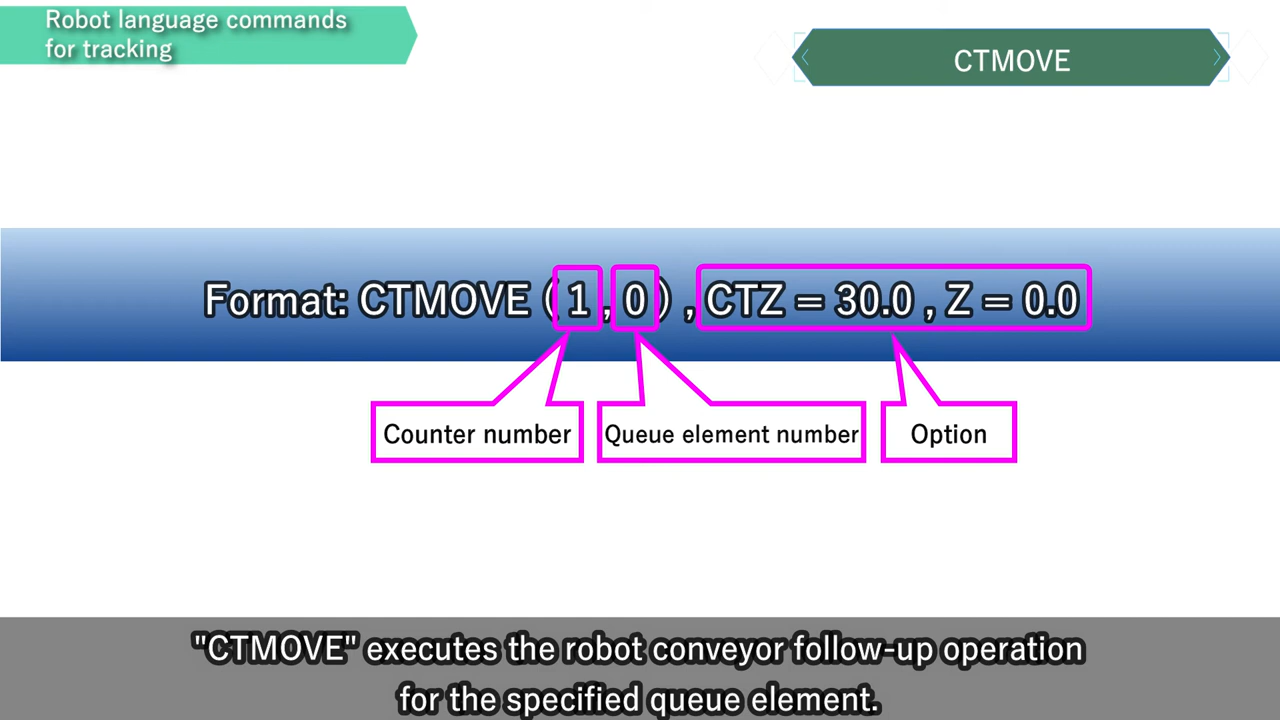 Robot language commands
for tracking
CTMOVE
Format: CTMOVE (1,0) , CTZ = 30.0 , Z = 0.0
Counter number
Queue element number
Option
"CTMOVE" executes the robot conveyor follow-up operation
for the specified queue element.